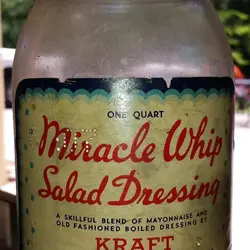 ONE QUART
Miracle Whip
Salad Dressing
A SKILLFUL BLEND OF MAYONNAISE AND
OLD FASHIONED BOILED DRESSING BY
KRAFT